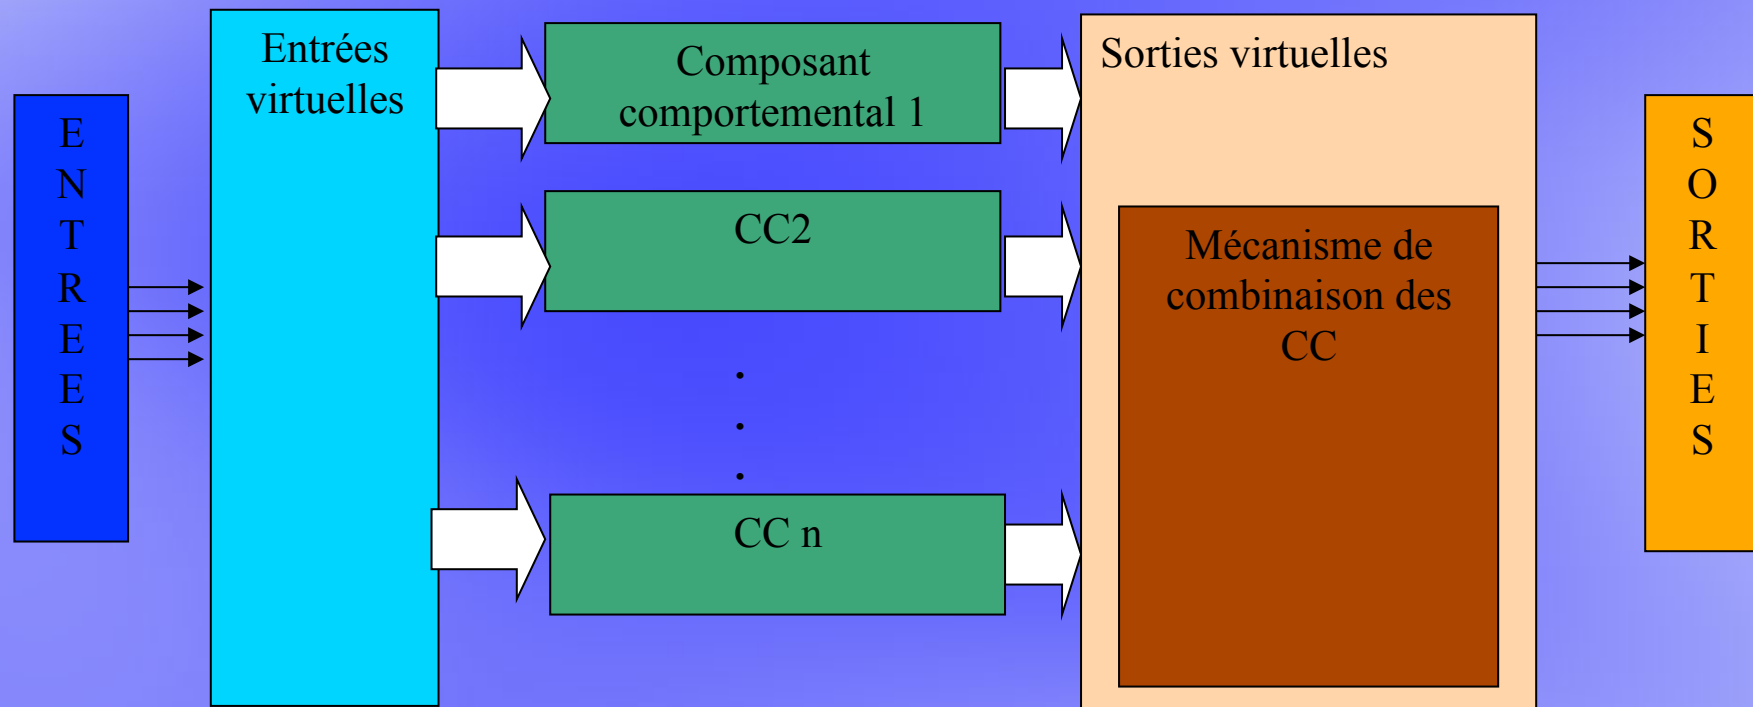 E
N
T
R
E
E
S
Entrées
virtuelles
Composant
comportemental 1
CC2
.
.
.
CC n
Sorties virtuelles
Mécanisme de
combinaison des
CC
S
O
R
T
I
E
S